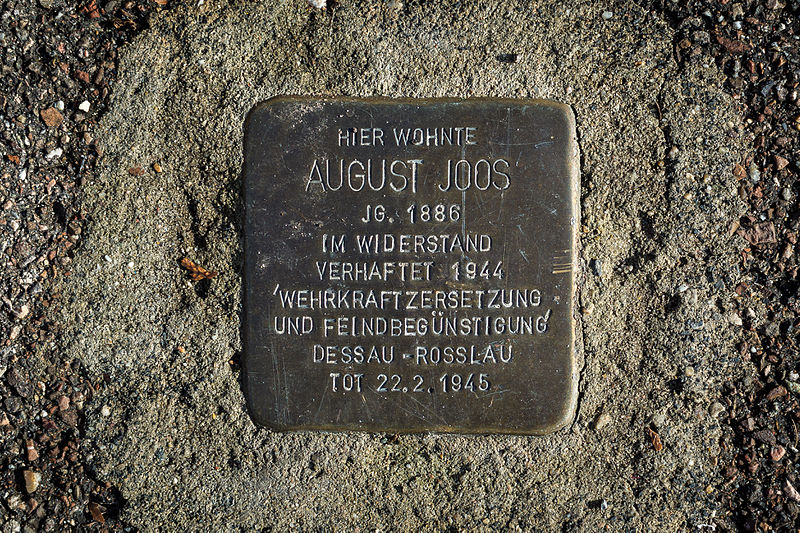 HIER WOHNTE
AUGUST JOOS
JG. 1886
IM WIDERSTAND
VERHAFTET 1944
'WEHRKRAFTZERSETZUNG
UND FEINDBEGÜNSTIGUNG'
DESSAU-ROSSLAU
TOT 22.2.1945